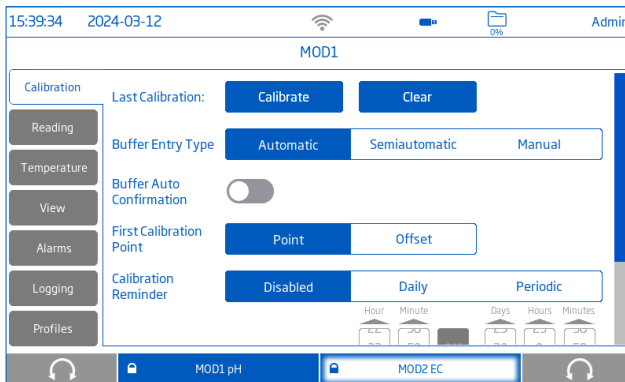 15:39:34 2024-03-12 0% Admin
MOD1
Calibration
Last Calibration: Calibrate Clear
Reading
Buffer Entry Type Automatic Semiautomatic Manual
Temperature
Buffer Auto
Confirmation
View
First Calibration
Point Point Offset
Alarms
Calibration
Reminder Disabled Daily Periodic
Logging
Hour Minute Days Hours Minutes
Profiles
MOD1 pH MOD2 EC